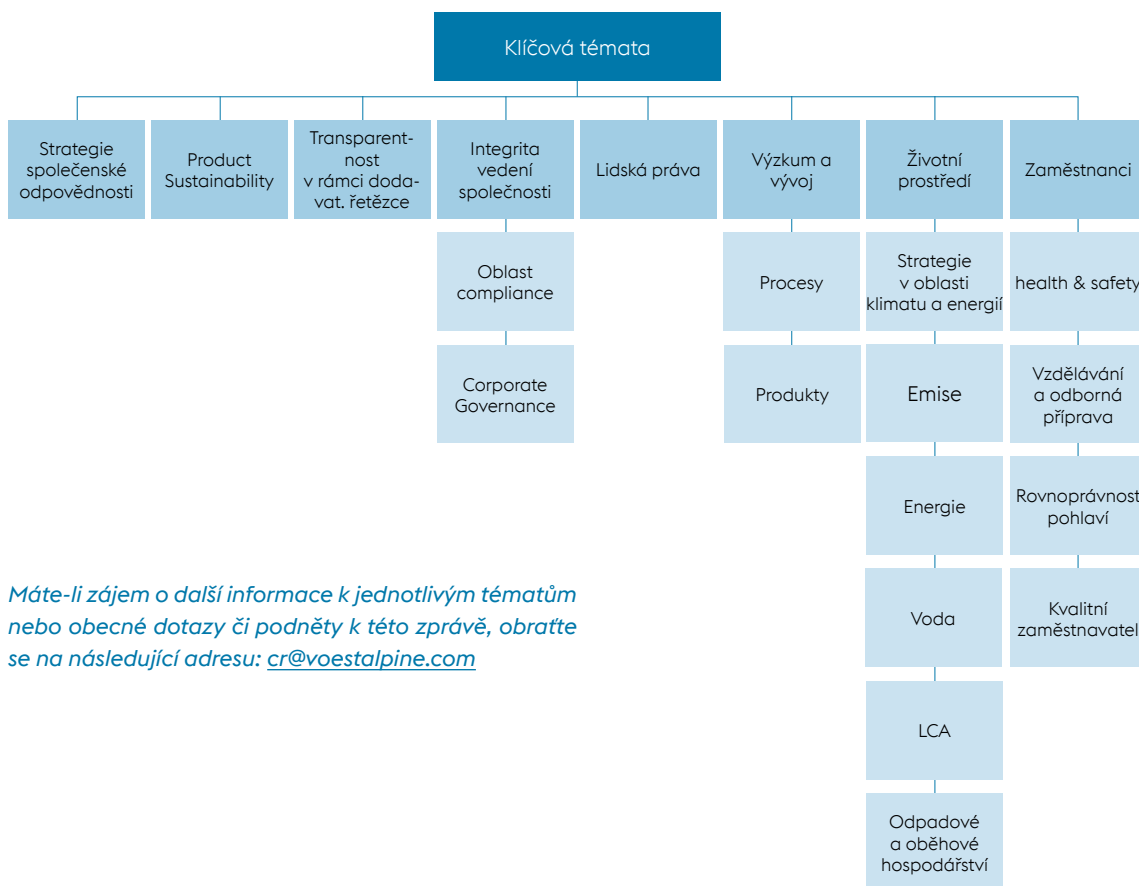 Klíčová témata
Strategie
společenské
odpovědnosti
Product
Sustainability
Transparent-
nost
v rámci doda-
vat. řetězce
Integrita
vedení
společnosti
Lidská práva
Výzkum a
vývoj
Životní
prostředí
Zaměstnanci
Oblast
compliance
Corporate
Governance
Procesy
Produkty
Strategie
v oblasti
klimatu a energií
Emise
Energie
Voda
LCA
Odpadové
a oběhové
hospodářství
health & safety
Vzdělávání
a odborná
příprava
Rovnoprávnost
pohlaví
Kvalitní
zaměstnavatel
Máte-li zájem o další informace k jednotlivým tématům
nebo obecné dotazy či podněty k této zprávě, obraťte
se na následující adresu: cr@voestalpine.com